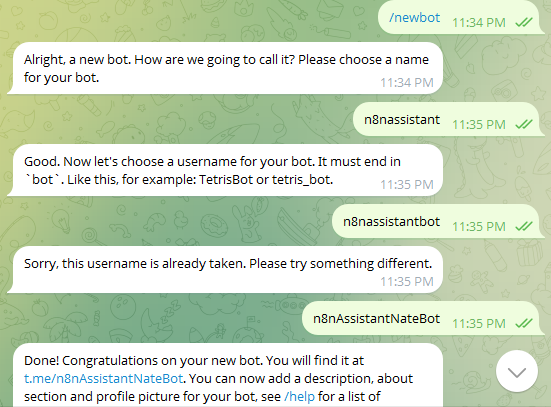 /newbot 11:34 PM
Alright, a new bot. How are we going to call it? Please choose a name
for your bot.
11:34 PM
n8nassistant 11:35 PM
Good. Now let's choose a username for your bot. It must end in
`bot`. Like this, for example: TetrisBot or tetris_bot.
11:35 PM
n8nassistantbot 11:35 PM
Sorry, this username is already taken. Please try something different.
11:35 PM
n8nAssistantNateBot 11:35 PM
Done! Congratulations on your new bot. You will find it at
t.me/n8nAssistantNateBot. You can now add a description, about
section and profile picture for your bot, see /help for a list of